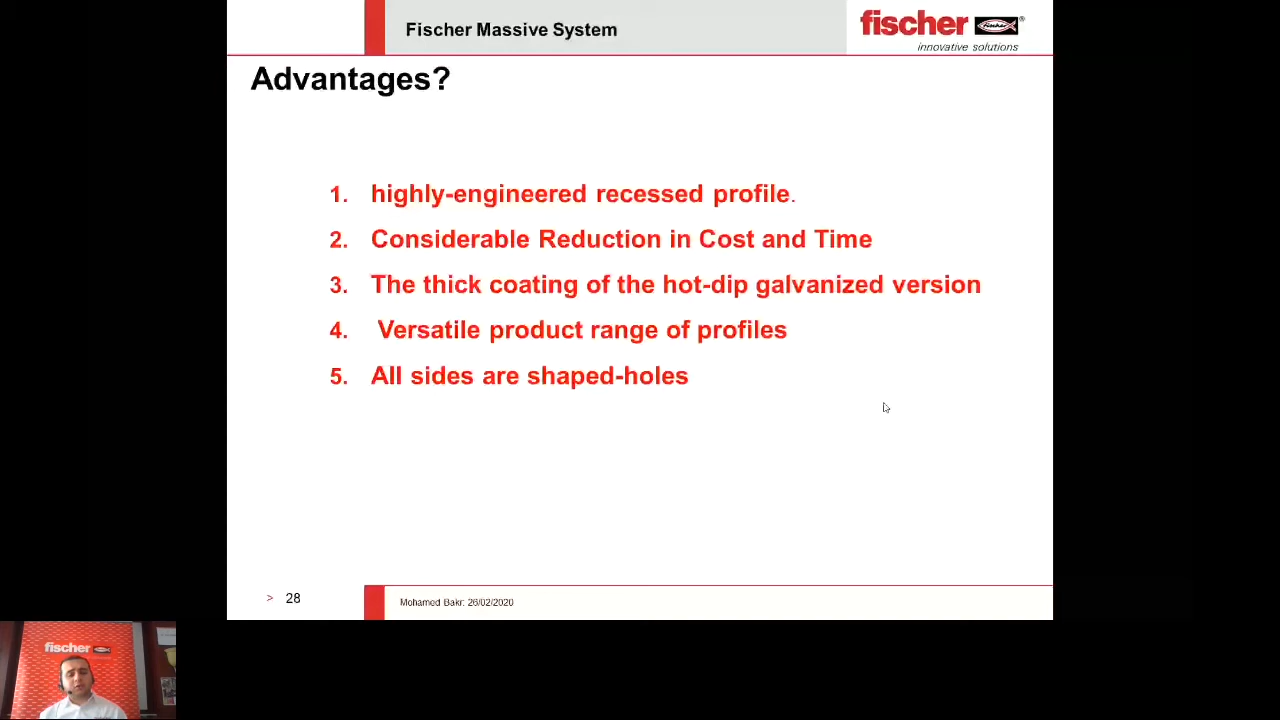 Fischer Massive System
fischer
innovative solutions
Advantages?
1. highly-engineered recessed profile.
2. Considerable Reduction in Cost and Time
3. The thick coating of the hot-dip galvanized version
4. Versatile product range of profiles
5. All sides are shaped-holes
> 28
Mohamed Bakr: 26/02/2020
fischer